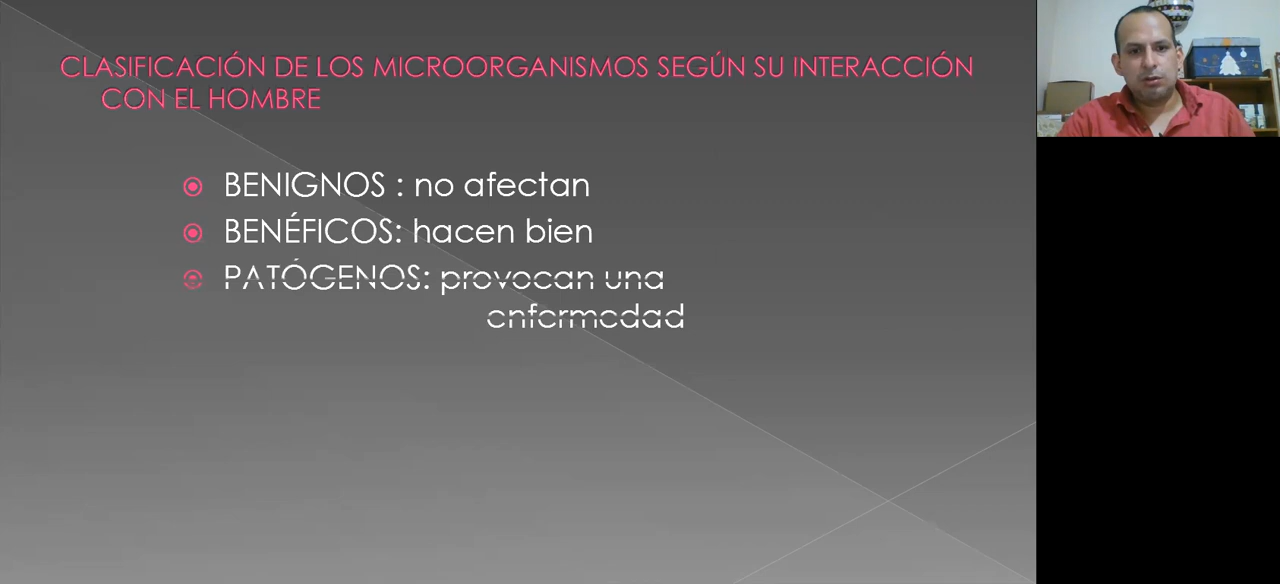 CLASIFICACIÓN DE LOS MICROORGANISMOS SEGÚN SU INTERACCIÓN
CON EL HOMBRE
BENIGNOS : no afectan
BENÉFICOS: hacen bien
PATÓGENOS: provocan una
enfermedad